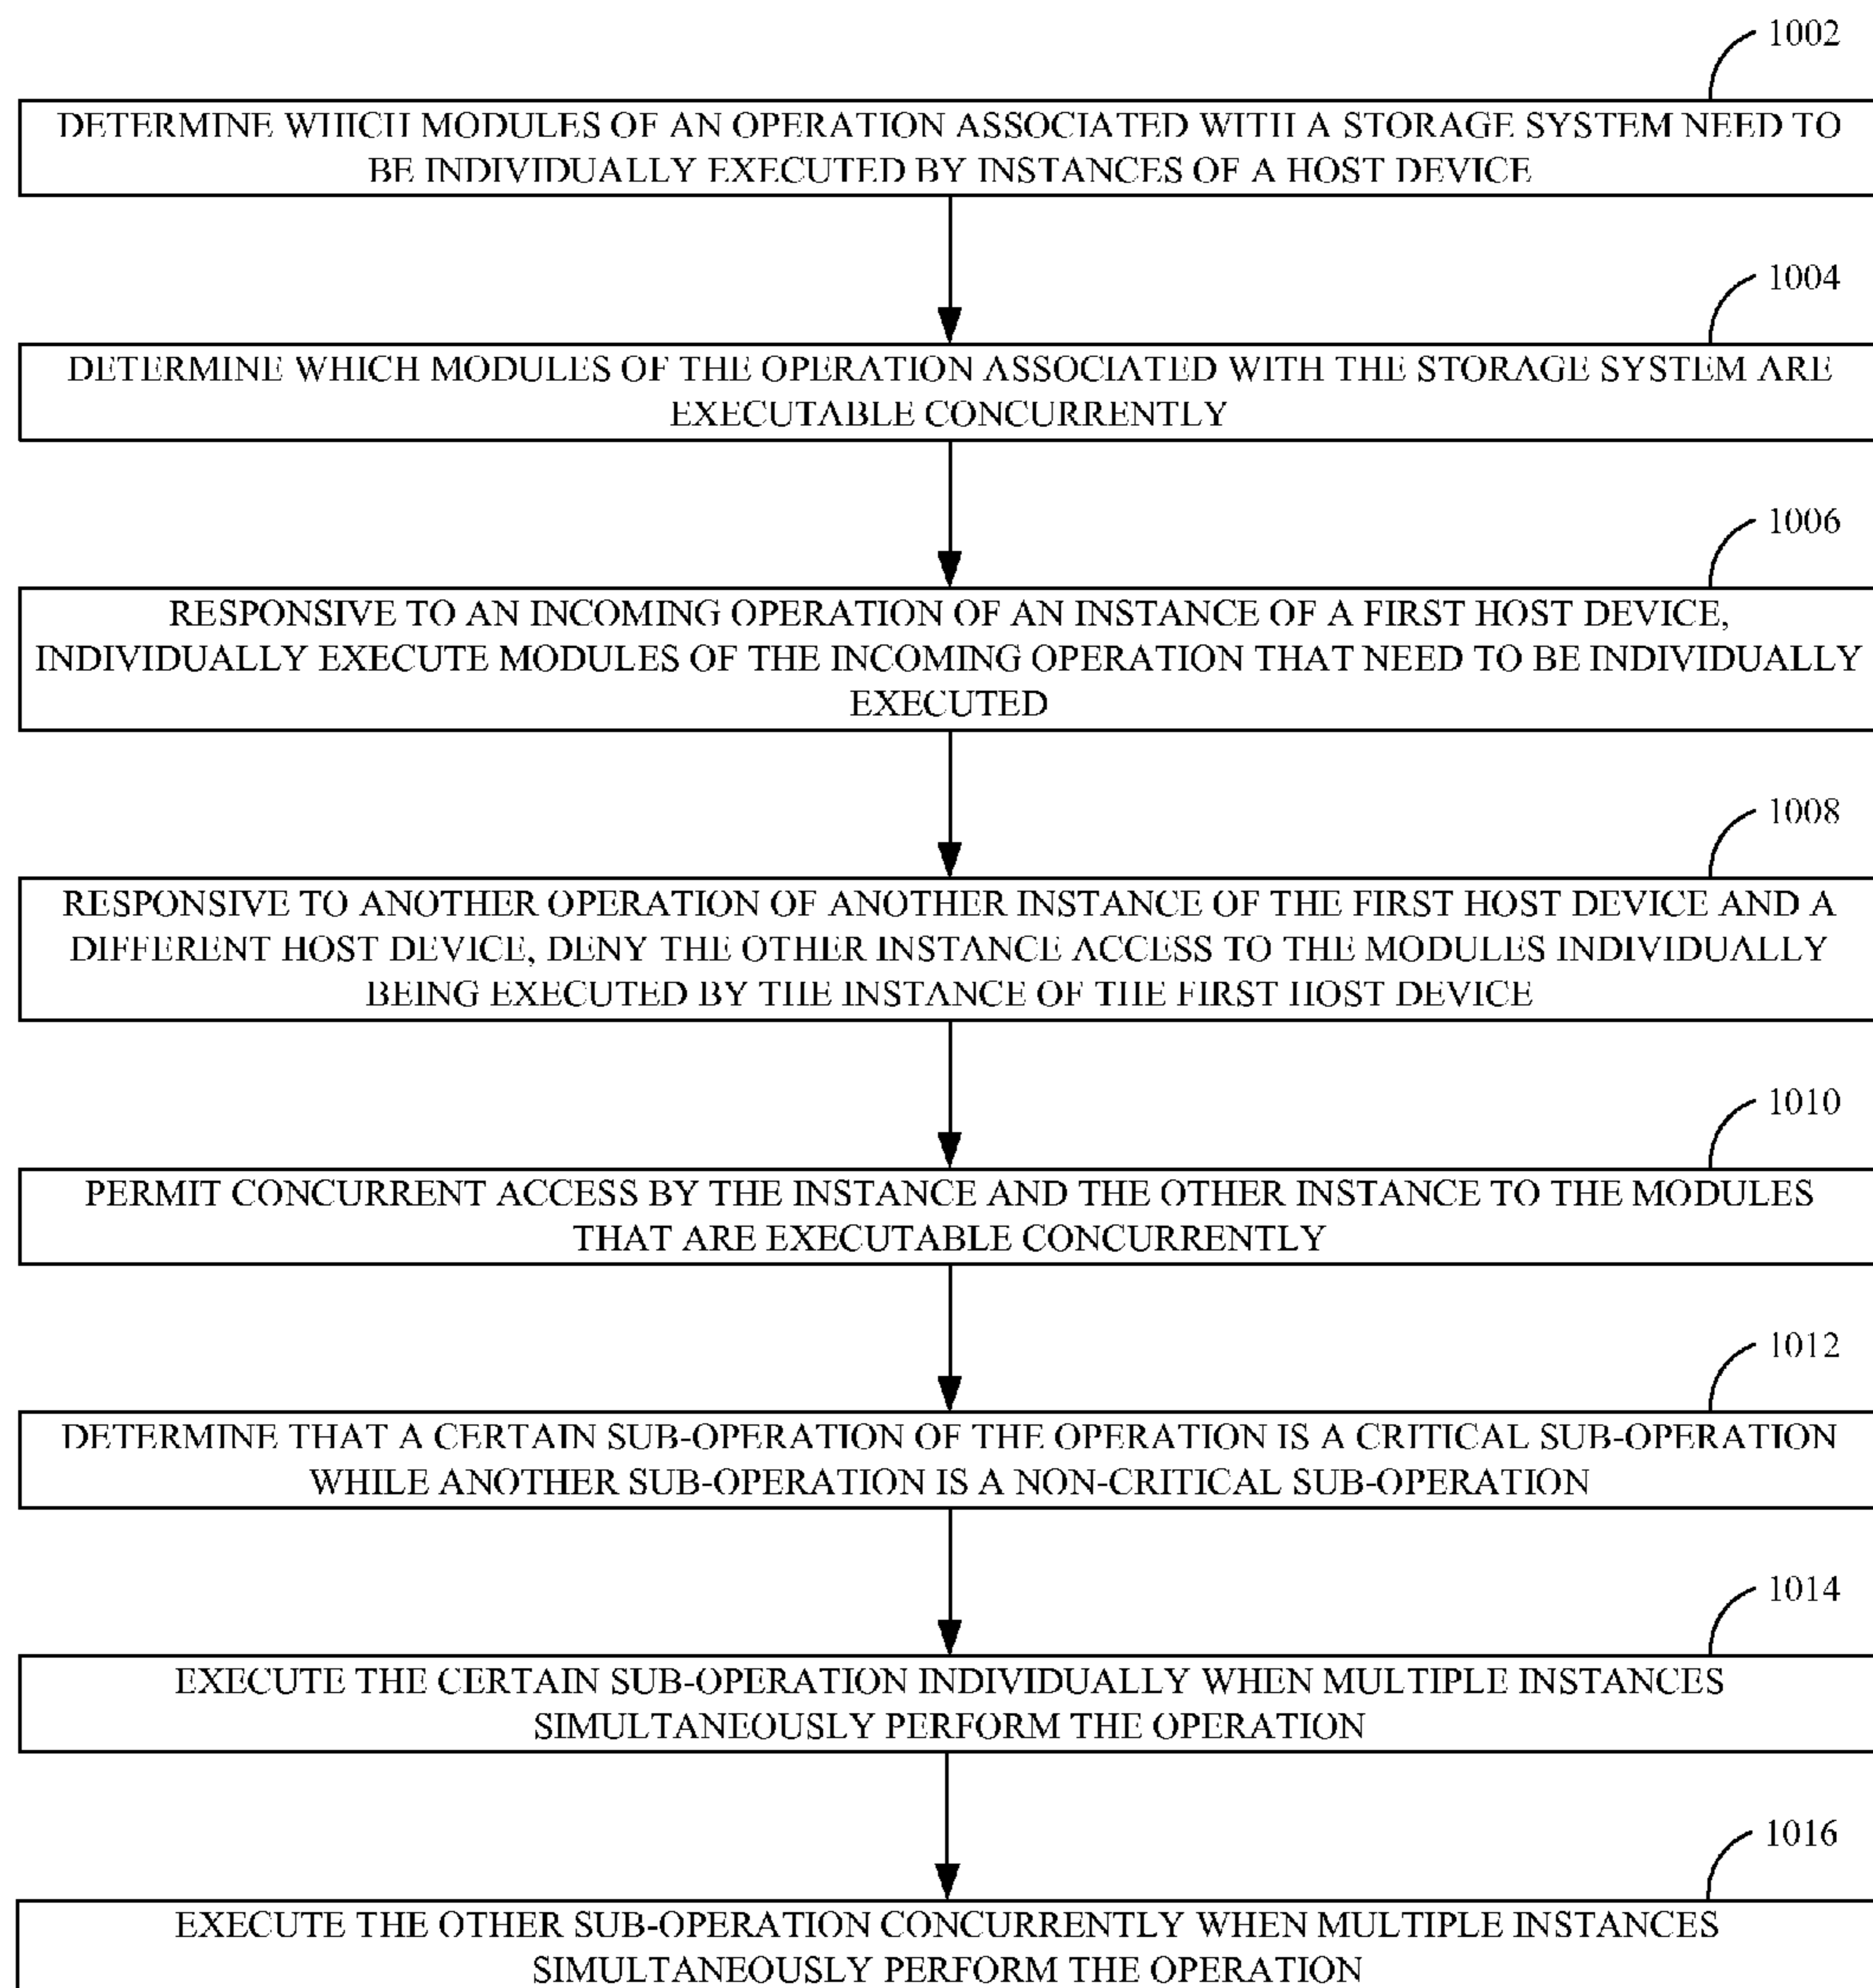 1002
DETERMINE WHICH MODULES OF AN OPERATION ASSOCIATED WITH A STORAGE SYSTEM NEED TO
BE INDIVIDUALLY EXECUTED BY INSTANCES OF A HOST DEVICE
1004
DETERMINE WHICH MODULES OF THE OPERATION ASSOCIATED WITH THE STORAGE SYSTEM ARE
EXECUTABLE CONCURRENTLY
1006
RESPONSIVE TO AN INCOMING OPERATION OF AN INSTANCE OF A FIRST HOST DEVICE,
INDIVIDUALLY EXECUTE MODULES OF THE INCOMING OPERATION THAT NEED TO BE INDIVIDUALLY
EXECUTED
1008
RESPONSIVE TO ANOTHER OPERATION OF ANOTHER INSTANCE OF THE FIRST HOST DEVICE AND A
DIFFERENT HOST DEVICE, DENY THE OTHER INSTANCE ACCESS TO THE MODULES INDIVIDUALLY
BEING EXECUTED BY THE INSTANCE OF THE FIRST HOST DEVICE
1010
PERMIT CONCURRENT ACCESS BY THE INSTANCE AND THE OTHER INSTANCE TO THE MODULES
THAT ARE EXECUTABLE CONCURRENTLY
1012
DETERMINE THAT A CERTAIN SUB-OPERATION OF THE OPERATION IS A CRITICAL SUB-OPERATION
WHILE ANOTHER SUB-OPERATION IS A NON-CRITICAL SUB-OPERATION
1014
EXECUTE THE CERTAIN SUB-OPERATION INDIVIDUALLY WHEN MULTIPLE INSTANCES
SIMULTANEOUSLY PERFORM THE OPERATION
1016
EXECUTE THE OTHER SUB-OPERATION CONCURRENTLY WHEN MULTIPLE INSTANCES
SIMULTANEOUSLY PERFORM THE OPERATION